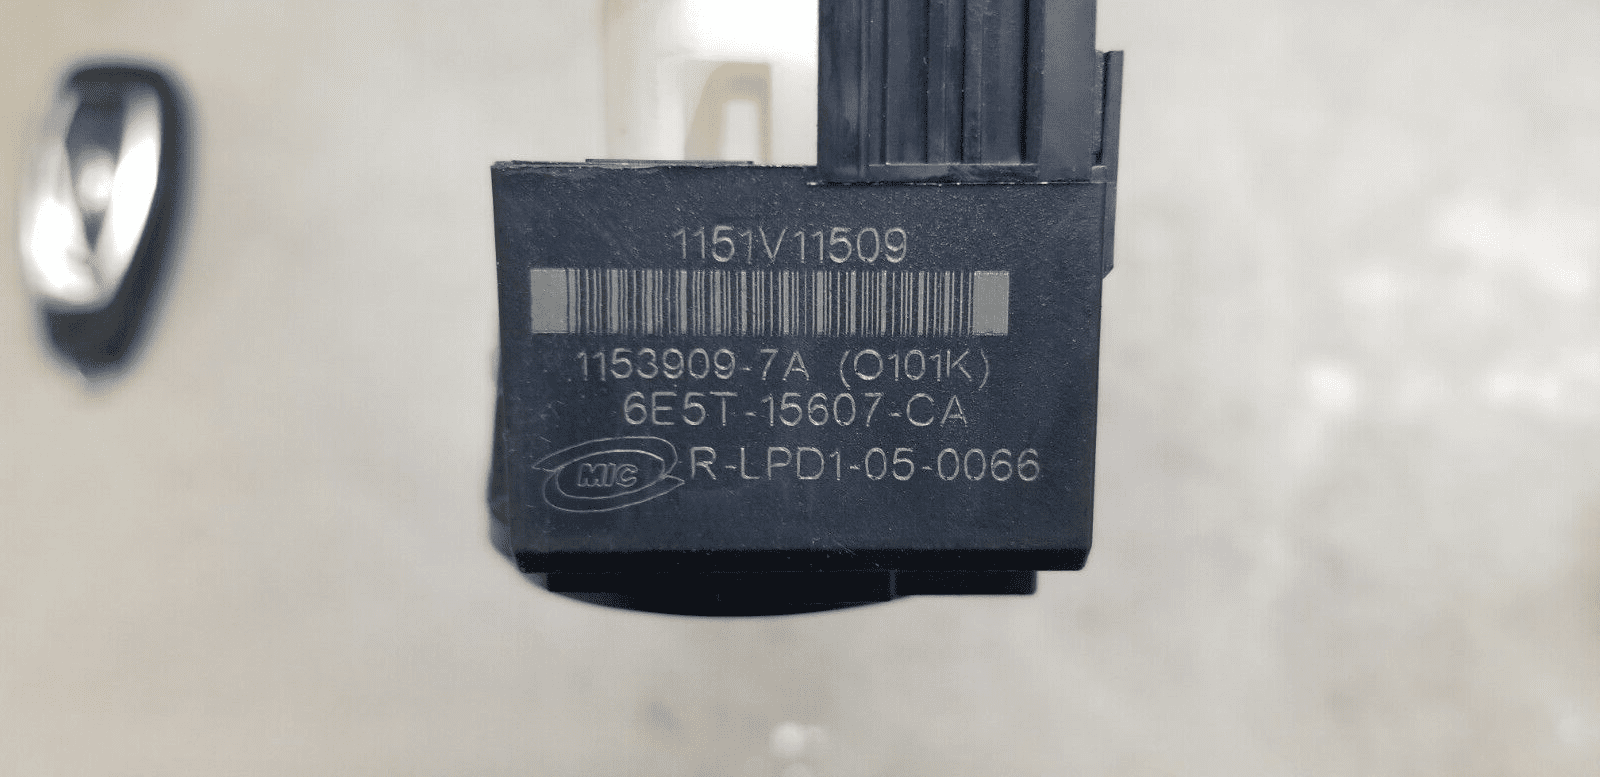 1151V11509
1153909-7A (O101K)
6E5T-15607-CA
MIC R-LPD1-05-0066